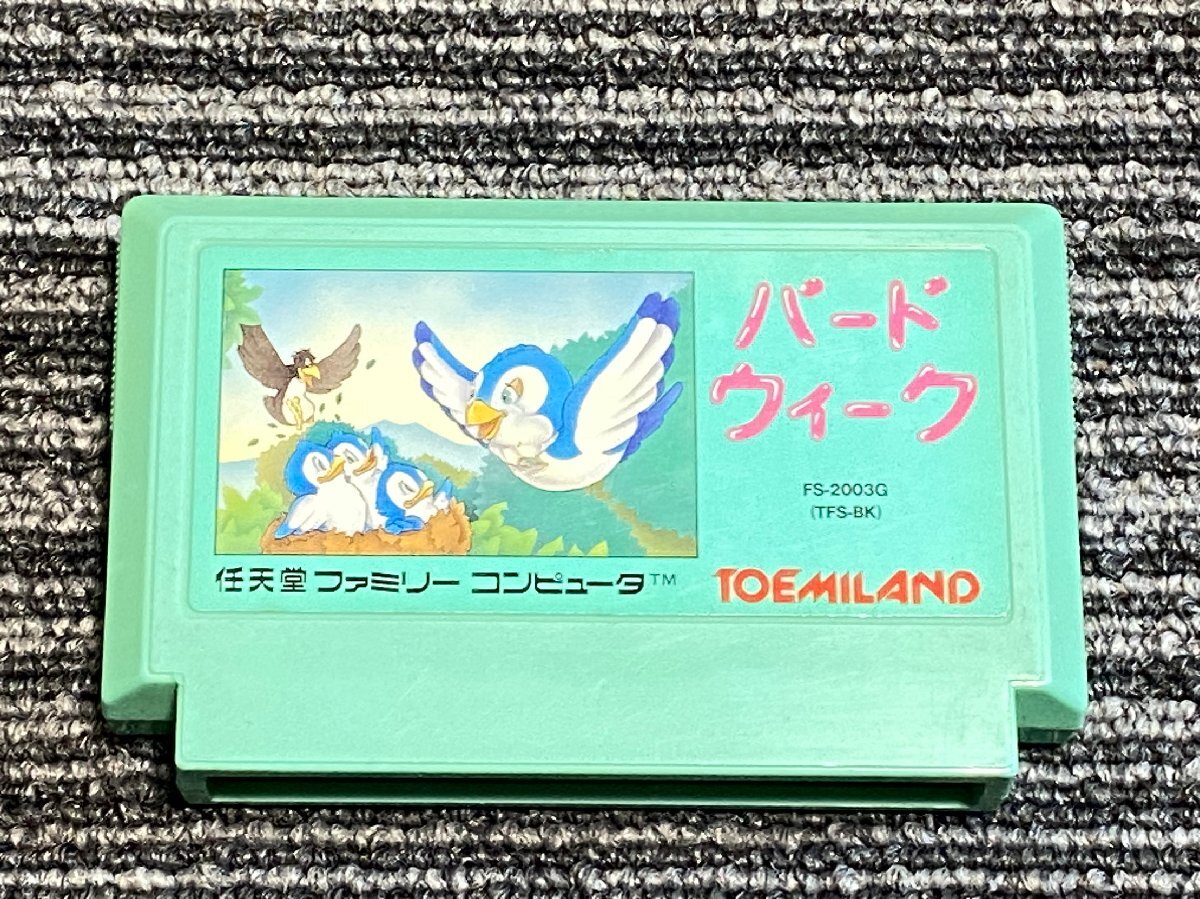 バード
ウィーク
FS-2003G
(TFS-BK)
任天堂 ファミリー コンピュータ™
TOEMILAND